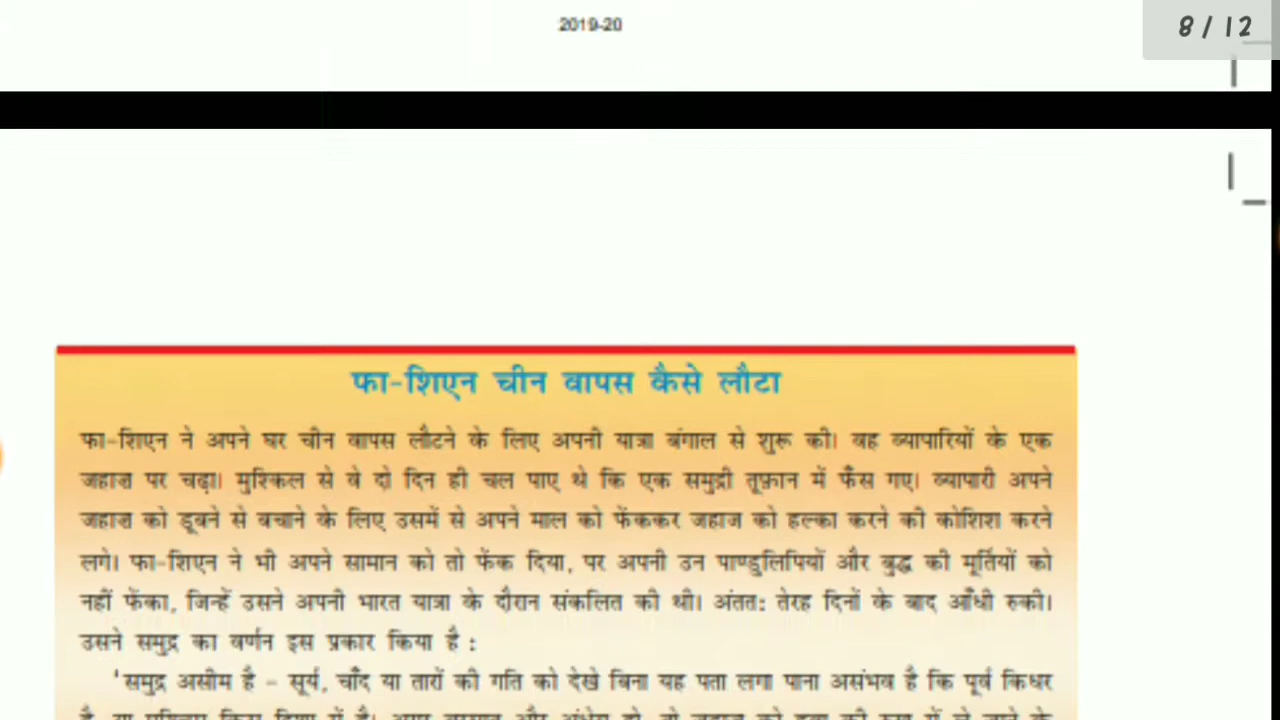 2019-20
8 / 12
फा-शिएन चीन वापस कैसे लौटा
फा-शिएन ने अपने घर चीन वापस लौटने के लिए अपनी यात्रा बंगाल से शुरू की। वह व्यापारियों के एक
जहाज़ पर चढ़ा। मुश्किल से वे दो दिन ही चल पाए थे कि एक समुद्री तूफ़ान में फँस गए। व्यापारी अपने
जहाज़ को डूबने से बचाने के लिए उसमें से अपने माल को फेंककर जहाज को हल्का करने की कोशिश करने
लगे। फा-शिएन ने भी अपने सामान को तो फेंक दिया, पर अपनी उन पाण्डुलिपियों और बुद्ध की मूर्तियों को
नहीं फेंका, जिन्हें उसने अपनी भारत यात्रा के दौरान संकलित की थी। अंतत: तेरह दिनों के बाद आँधी रुकी।
उसने समुद्र का वर्णन इस प्रकार किया है :
'समुद्र असीम है - सूर्य, चाँद या तारों की गति को देखे बिना यह पता लगा पाना असंभव है कि पूर्व किधर